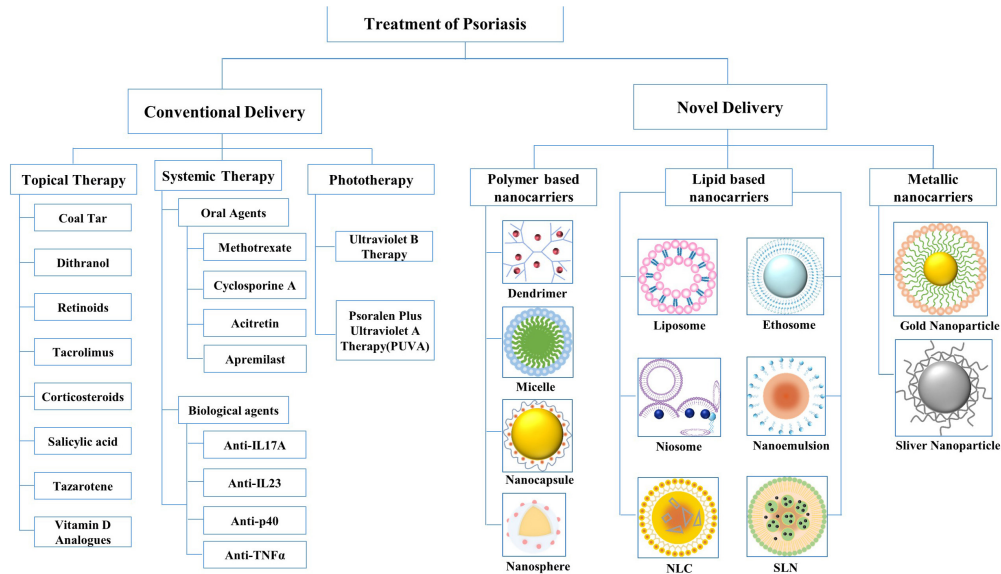 Treatment of Psoriasis
Conventional Delivery
Topical Therapy
Coal Tar
Dithranol
Retinoids
Tacrolimus
Corticosteroids
Salicylic acid
Tazarotene
Vitamin D
Analogues
Systemic Therapy
Oral Agents
Methotrexate
Cyclosporine A
Acitretin
Apremilast
Biological agents
Anti-IL17A
Anti-IL23
Anti-p40
Anti-TNFα
Phototherapy
Ultraviolet B
Therapy
Psoralen Plus
Ultraviolet A
Therapy(PUVA)
Novel Delivery
Polymer based
nanocarriers
Dendrimer
Micelle
Nanocapsule
Nanosphere
Lipid based
nanocarriers
Liposome
Ethosome
Niosome
Nanoemulsion
NLC
SLN
Metallic
nanocarriers
Gold Nanoparticle
Sliver Nanoparticle